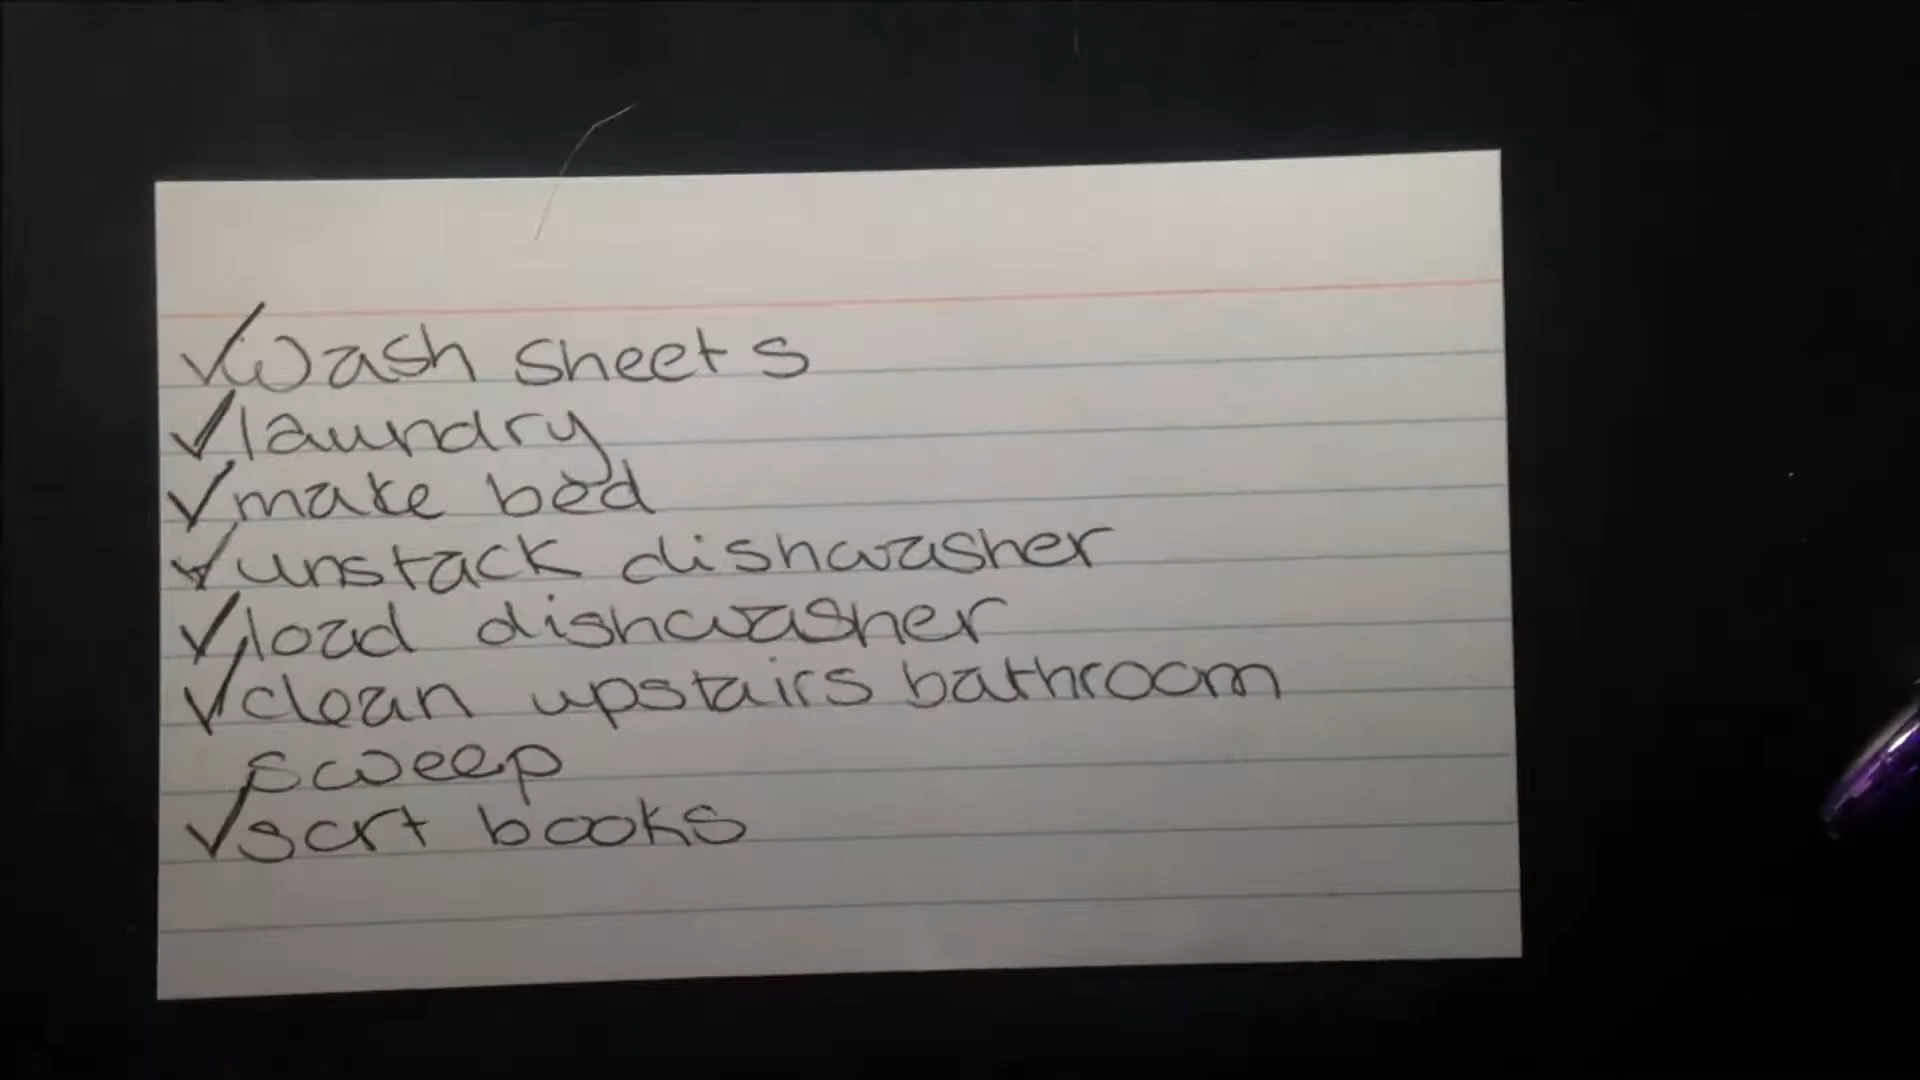 ✓wash sheets
✓laundry
✓make bed
✓unstack dishwasher
✓load dishwasher
✓clean upstairs bathroom
sweep
✓sort books